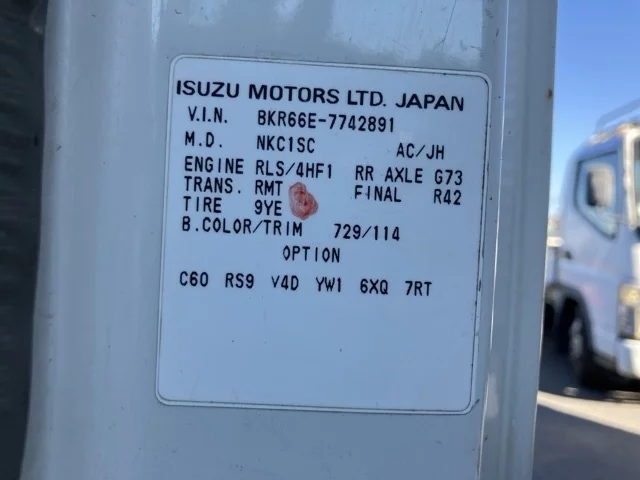 ISUZU MOTORS LTD. JAPAN
V.I.N. BKR66E-7742891
M.D. NKC1SC AC/JH
ENGINE RLS/4HF1 RR AXLE G73
TRANS. RMT FINAL R42
TIRE 9YE
B.COLOR/TRIM 729/114
OPTION
C60 RS9 V4D YW1 6XQ 7RT